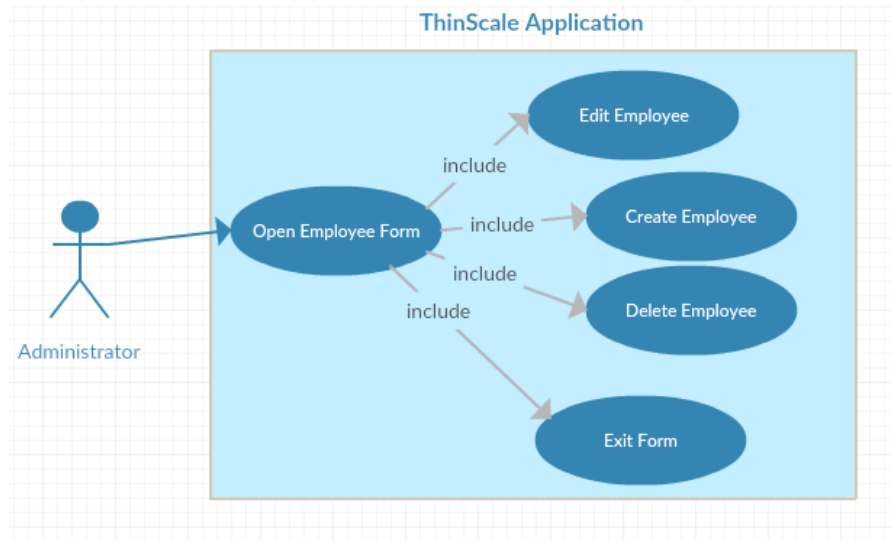 ThinScale Application
Edit Employee
include
Create Employee
include
Open Employee Form
include
Delete Employee
include
Administrator
Exit Form